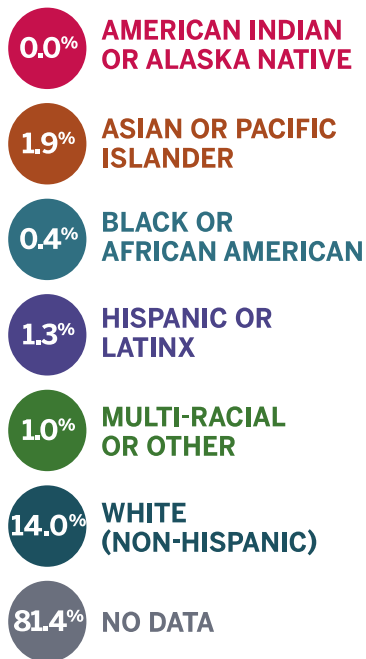 0.0%
AMERICAN INDIAN
OR ALASKA NATIVE
1.9%
ASIAN OR PACIFIC
ISLANDER
0.4%
BLACK OR
AFRICAN AMERICAN
1.3%
HISPANIC OR
LATINX
1.0%
MULTI-RACIAL
OR OTHER
14.0%
WHITE
(NON-HISPANIC)
81.4%
NO DATA